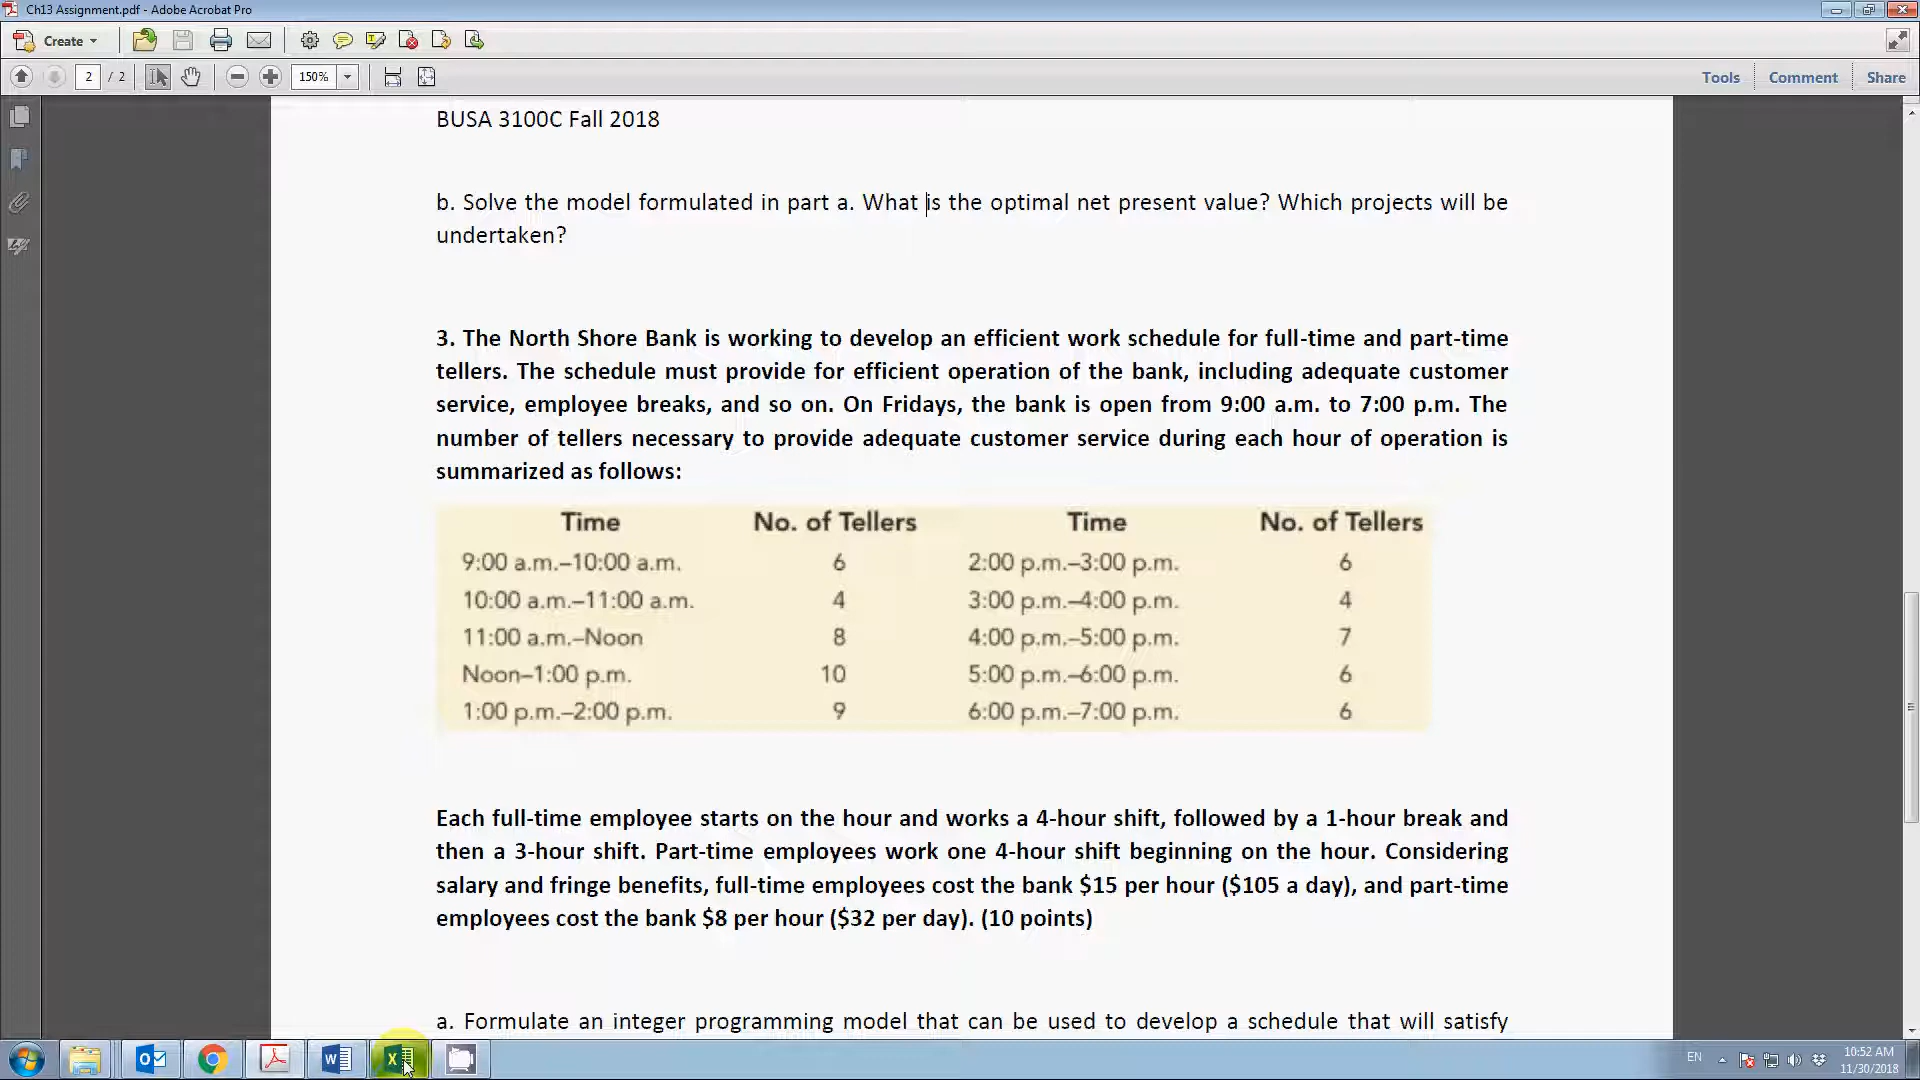 Ch13 Assignment.pdf - Adobe Acrobat Pro
Create
2 / 2
150%
Tools
Comment
Share
BUSA 3100C Fall 2018
b. Solve the model formulated in part a. What is the optimal net present value? Which projects will be
undertaken?
3. The North Shore Bank is working to develop an efficient work schedule for full-time and part-time
tellers. The schedule must provide for efficient operation of the bank, including adequate customer
service, employee breaks, and so on. On Fridays, the bank is open from 9:00 a.m. to 7:00 p.m. The
number of tellers necessary to provide adequate customer service during each hour of operation is
summarized as follows:
Time No. of Tellers Time No. of Tellers
9:00 a.m.–10:00 a.m. 6 2:00 p.m.–3:00 p.m. 6
10:00 a.m.–11:00 a.m. 4 3:00 p.m.–4:00 p.m. 4
11:00 a.m.–Noon 8 4:00 p.m.–5:00 p.m. 7
Noon–1:00 p.m. 10 5:00 p.m.–6:00 p.m. 6
1:00 p.m.–2:00 p.m. 9 6:00 p.m.–7:00 p.m. 6
Each full-time employee starts on the hour and works a 4-hour shift, followed by a 1-hour break and
then a 3-hour shift. Part-time employees work one 4-hour shift beginning on the hour. Considering
salary and fringe benefits, full-time employees cost the bank $15 per hour ($105 a day), and part-time
employees cost the bank $8 per hour ($32 per day). (10 points)
a. Formulate an integer programming model that can be used to develop a schedule that will satisfy
EN
10:52 AM
11/30/2018